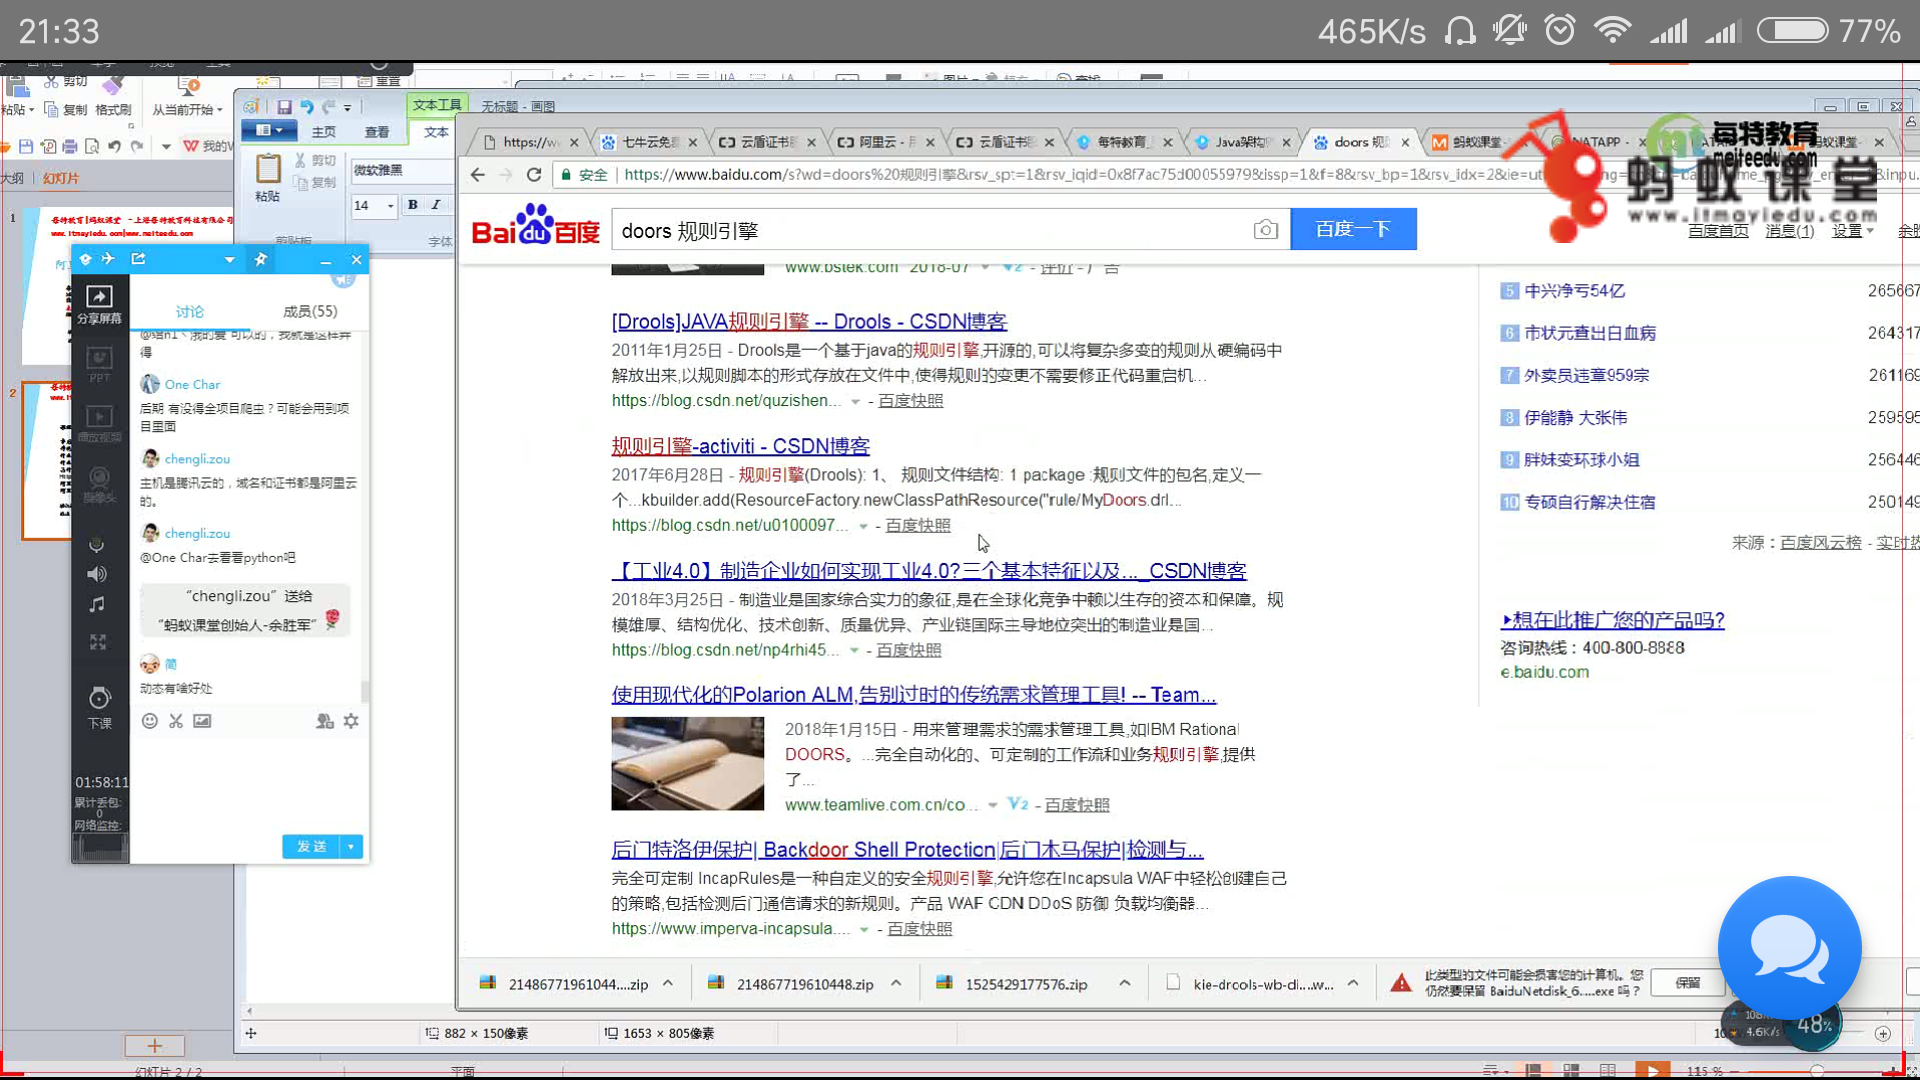 21:33
465K/s
77%
剪切
复制
格式刷
从当前开始
重置
粘贴
文本工具
无标题 - 画图
主页
查看
文本
剪切
复制
粘贴
微软雅黑
14
B I
字体
大纲
幻灯片
1
2
每特教育
meiteedu.com
蚂蚁课堂
www.itmayiedu.com
七牛云免
云盾证书
阿里云 - 用
云盾证书
每特教育_
Java架构
doors 规
蚂蚁课堂
NATAPP -
安全
https://www.baidu.com/s?wd=doors%20规则引擎&rsv_spt=1&rsv_iqid=0x8f7ac75d00055979&issp=1&f=8&rsv_bp=1&rsv_idx=2&ie=
Bai 百度
doors 规则引擎
百度一下
百度首页
消息(1)
设置
www.bstek.com 2018-07 - V2 - 评价 - 广告
[Drools]JAVA规则引擎 -- Drools - CSDN博客
2011年1月25日 - Drools是一个基于java的规则引擎,开源的,可以将复杂多变的规则从硬编码中
解放出来,以规则脚本的形式存放在文件中,使得规则的变更不需要修正代码重启机...
https://blog.csdn.net/quzishen... - 百度快照
规则引擎-activiti - CSDN博客
2017年6月28日 - 规则引擎(Drools): 1、 规则文件结构: 1 package :规则文件的包名,定义一
个...kbuilder.add(ResourceFactory.newClassPathResource("rule/MyDoors.drl...
https://blog.csdn.net/u0100097... - 百度快照
【工业4.0】制造企业如何实现工业4.0?三个基本特征以及..._CSDN博客
2018年3月25日 - 制造业是国家综合实力的象征,是在全球化竞争中赖以生存的资本和保障。规
模雄厚、结构优化、技术创新、质量优异、产业链国际主导地位突出的制造业是国...
https://blog.csdn.net/np4rhi45... - 百度快照
使用现代化的Polarion ALM,告别过时的传统需求管理工具! -- Team...
2018年1月15日 - 用来管理需求的需求管理工具,如IBM Rational
DOORS。...完全自动化的、可定制的工作流和业务规则引擎,提供
了...
www.teamlive.com.cn/co... - V2 - 百度快照
后门特洛伊保护| Backdoor Shell Protection|后门木马保护|检测与...
完全可定制 IncapRules是一种自定义的安全规则引擎,允许您在Incapsula WAF中轻松创建自己
的策略,包括检测后门通信请求的新规则。产品 WAF CDN DDoS 防御 负载均衡器...
https://www.imperva-incapsula.... - 百度快照
5 中兴净亏54亿 265667
6 市状元查出白血病 264317
7 外卖员违章959宗 261169
8 伊能静 大张伟 259595
9 胖妹变环球小姐 256446
10 专硕自行解决住宿 250149
来源：百度风云榜 - 实时热
想在此推广您的产品吗?
咨询热线：400-800-8888
e.baidu.com
分享屏幕
PPT
播放视频
摄像头
下课
01:58:11
累计丢包:
0
网络监控:
讨论
成员(55)
得
One Char
后期 有没得全项目爬虫？可能会用到项
目里面
chengli.zou
主机是腾讯云的，域名和证书都是阿里云
的。
chengli.zou
@One Char去看看python吧
“chengli.zou”送给
“蚂蚁课堂创始人-余胜军”
简
动态有啥好处
发送
21486771961044....zip
214867719610448.zip
1525429177576.zip
kie-drools-wb-di....w...
此类型的文件可能会损害您的计算机。您
仍然要保留 BaiduNetdisk_6.....exe 吗？
保留
882 × 150像素
1653 × 805像素
4.6K/s
48%
幻灯片 2 / 2
115 %